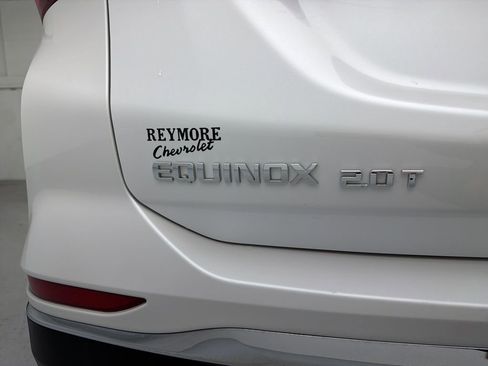 REYMORE
Chevrolet
EQUINOX 2.0T